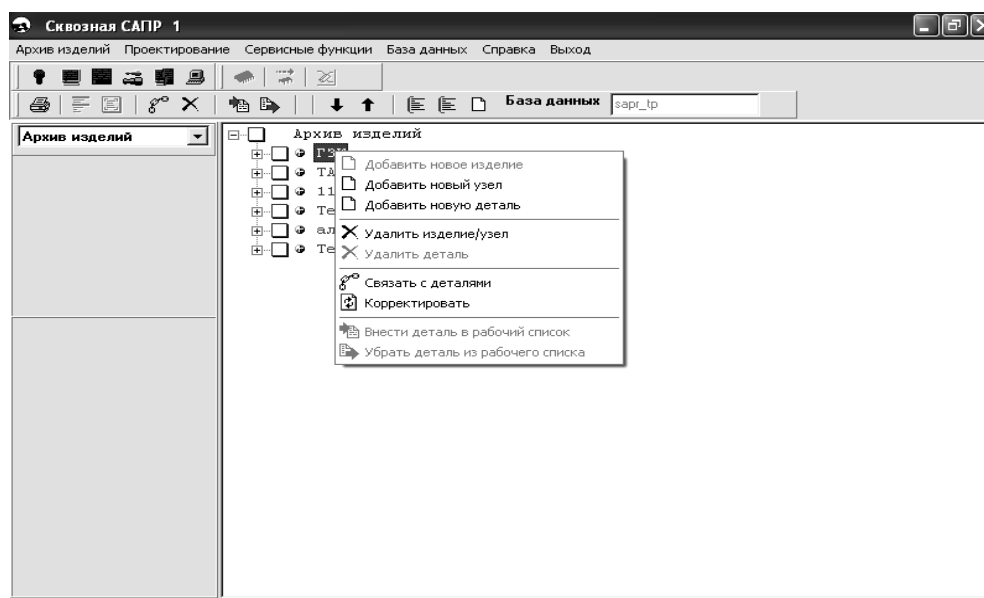 Сквозная САПР 1
Архив изделий Проектирование Сервисные функции База данных Справка Выход
База данных sapr_tp
Архив изделий
Архив изделий
Добавить новое изделие
Добавить новый узел
Добавить новую деталь
Удалить изделие/узел
Удалить деталь
Связать с деталями
Корректировать
Внести деталь в рабочий список
Убрать деталь из рабочего списка